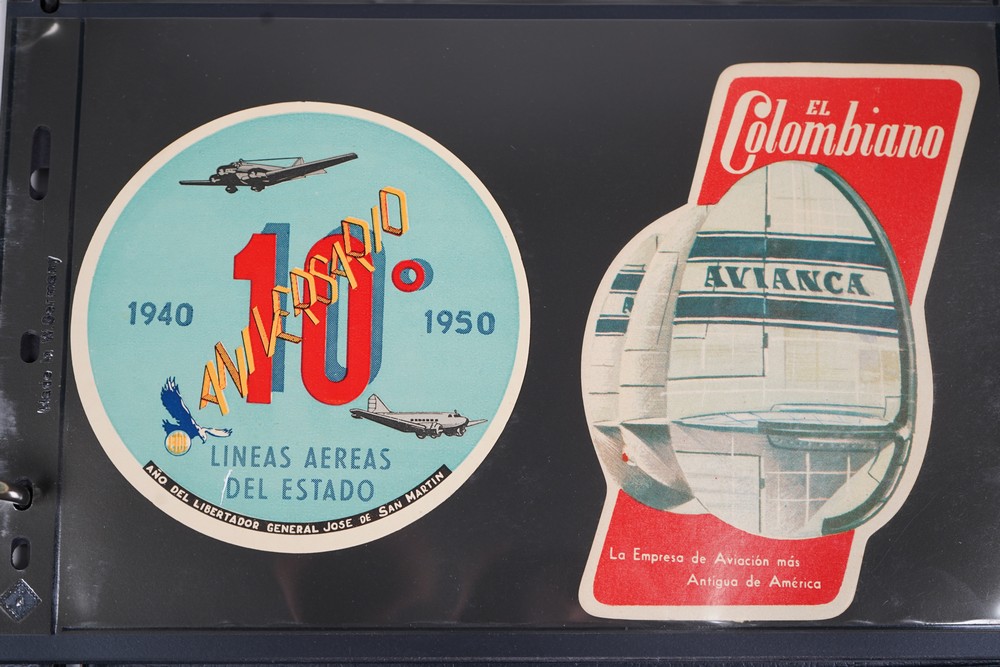 ANIVERSARIO
10º
1940
1950
LINEAS AEREAS
DEL ESTADO
AÑO DEL LIBERTADOR GENERAL JOSE DE SAN MARTIN
EL
Colombiano
AVIANCA
La Empresa de Aviación más
Antigua de América